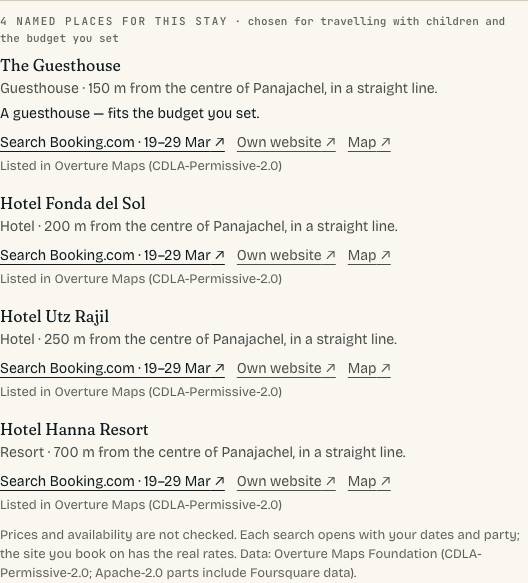 4 NAMED PLACES FOR THIS STAY · chosen for travelling with children and
the budget you set
The Guesthouse
Guesthouse · 150 m from the centre of Panajachel, in a straight line.
A guesthouse — fits the budget you set.
Search Booking.com · 19–29 Mar ↗ Own website ↗ Map ↗
Listed in Overture Maps (CDLA-Permissive-2.0)
Hotel Fonda del Sol
Hotel · 200 m from the centre of Panajachel, in a straight line.
Search Booking.com · 19–29 Mar ↗ Own website ↗ Map ↗
Listed in Overture Maps (CDLA-Permissive-2.0)
Hotel Utz Rajil
Hotel · 250 m from the centre of Panajachel, in a straight line.
Search Booking.com · 19–29 Mar ↗ Own website ↗ Map ↗
Listed in Overture Maps (CDLA-Permissive-2.0)
Hotel Hanna Resort
Resort · 700 m from the centre of Panajachel, in a straight line.
Search Booking.com · 19–29 Mar ↗ Own website ↗ Map ↗
Listed in Overture Maps (CDLA-Permissive-2.0)
Prices and availability are not checked. Each search opens with your dates and party;
the site you book on has the real rates. Data: Overture Maps Foundation (CDLA-
Permissive-2.0; Apache-2.0 parts include Foursquare data).